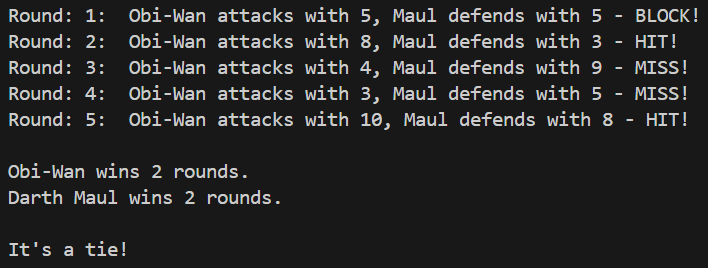 Round: 1:  Obi-Wan attacks with 5, Maul defends with 5 - BLOCK!
Round: 2:  Obi-Wan attacks with 8, Maul defends with 3 - HIT!
Round: 3:  Obi-Wan attacks with 4, Maul defends with 9 - MISS!
Round: 4:  Obi-Wan attacks with 3, Maul defends with 5 - MISS!
Round: 5:  Obi-Wan attacks with 10, Maul defends with 8 - HIT!
Obi-Wan wins 2 rounds.
Darth Maul wins 2 rounds.
It's a tie!